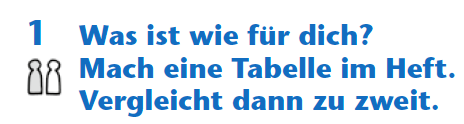 1 Was ist wie für dich?
Mach eine Tabelle im Heft.
Vergleicht dann zu zweit.